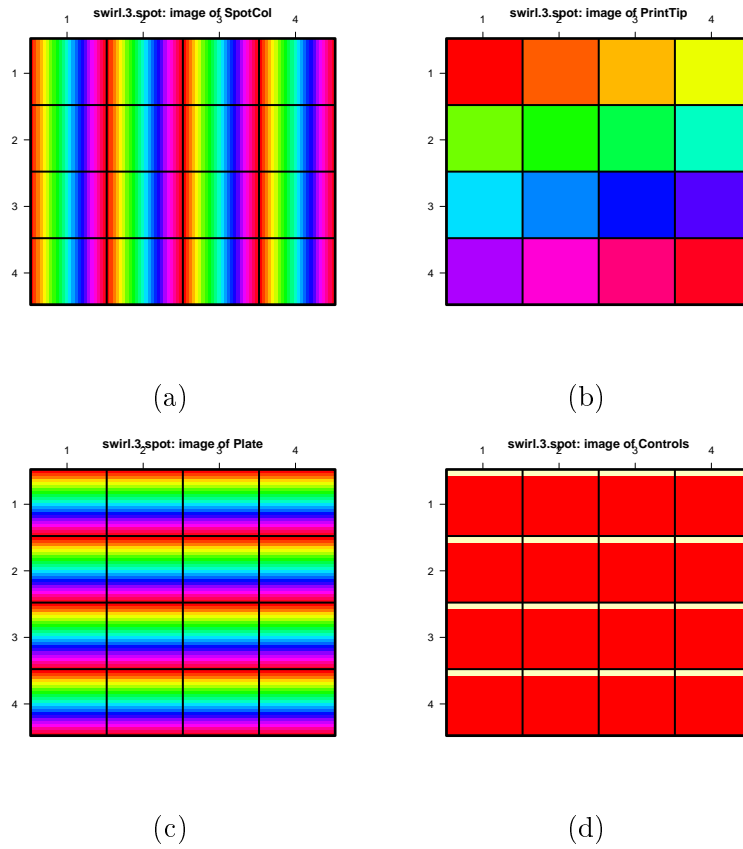 swirl.3.spot: image of SpotCol
1 2 3 4
1
2
3
4
(a)
swirl.3.spot: image of PrintTip
1 2 3 4
1
2
3
4
(b)
swirl.3.spot: image of Plate
1 2 3 4
1
2
3
4
(c)
swirl.3.spot: image of Controls
1 2 3 4
1
2
3
4
(d)